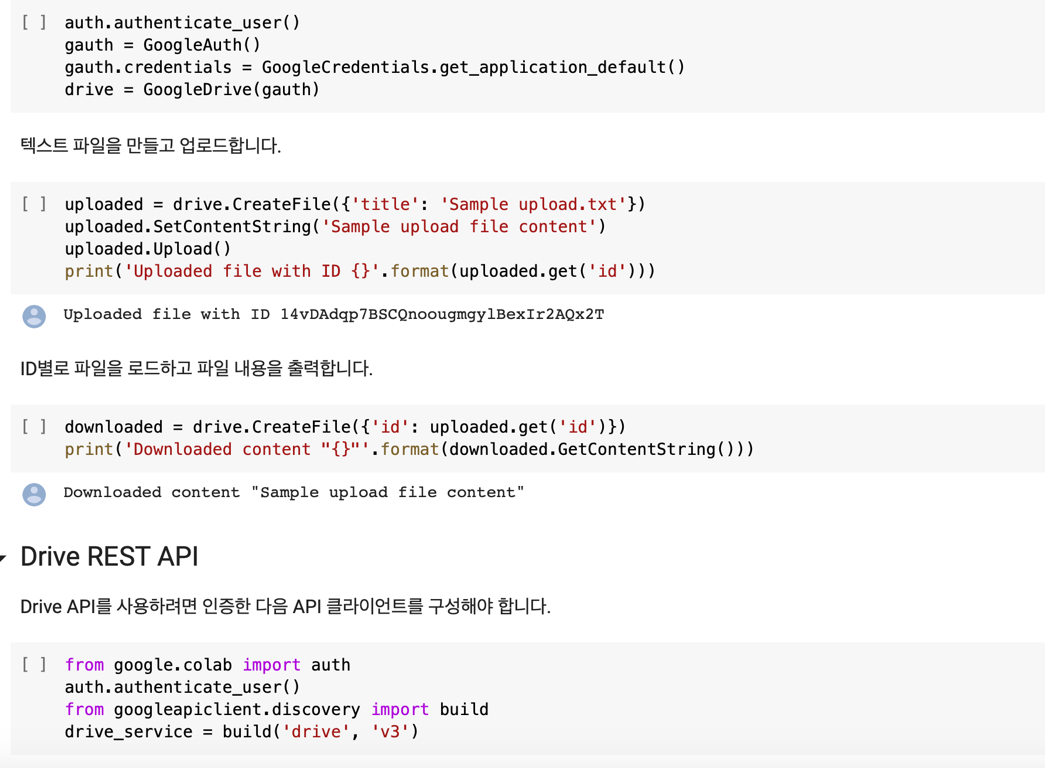 [ ] auth.authenticate_user()
gauth = GoogleAuth()
gauth.credentials = GoogleCredentials.get_application_default()
drive = GoogleDrive(gauth)
텍스트 파일을 만들고 업로드합니다.
[ ] uploaded = drive.CreateFile({'title': 'Sample upload.txt'})
uploaded.SetContentString('Sample upload file content')
uploaded.Upload()
print('Uploaded file with ID {}'.format(uploaded.get('id')))
Uploaded file with ID 14vDAdqp7BSCQnoougmgylBexIr2AQx2T
ID별로 파일을 로드하고 파일 내용을 출력합니다.
[ ] downloaded = drive.CreateFile({'id': uploaded.get('id')})
print('Downloaded content "{}"'.format(downloaded.GetContentString()))
Downloaded content "Sample upload file content"
Drive REST API
Drive API를 사용하려면 인증한 다음 API 클라이언트를 구성해야 합니다.
[ ] from google.colab import auth
auth.authenticate_user()
from googleapiclient.discovery import build
drive_service = build('drive', 'v3')